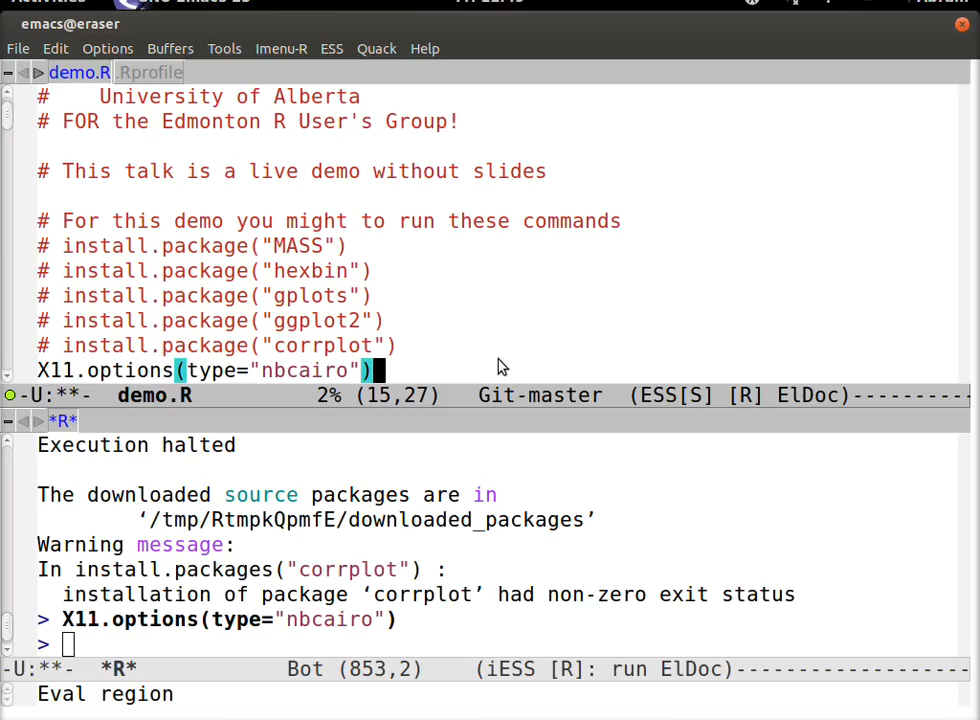 emacs@eraser
File Edit Options Buffers Tools Imenu-R ESS Quack Help
demo.R .Rprofile
# University of Alberta
# FOR the Edmonton R User's Group!
# This talk is a live demo without slides
# For this demo you might to run these commands
# install.package("MASS")
# install.package("hexbin")
# install.package("gplots")
# install.package("ggplot2")
# install.package("corrplot")
X11.options(type="nbcairo")
-U:**- demo.R 2% (15,27) Git-master (ESS[S] [R] ElDoc)----------
*R*
Execution halted
The downloaded source packages are in
‘/tmp/RtmpkQpmfE/downloaded_packages’
Warning message:
In install.packages("corrplot") :
installation of package ‘corrplot’ had non-zero exit status
> X11.options(type="nbcairo")
>
-U:**- *R* Bot (853,2) (iESS [R]: run ElDoc)-------------------
Eval region